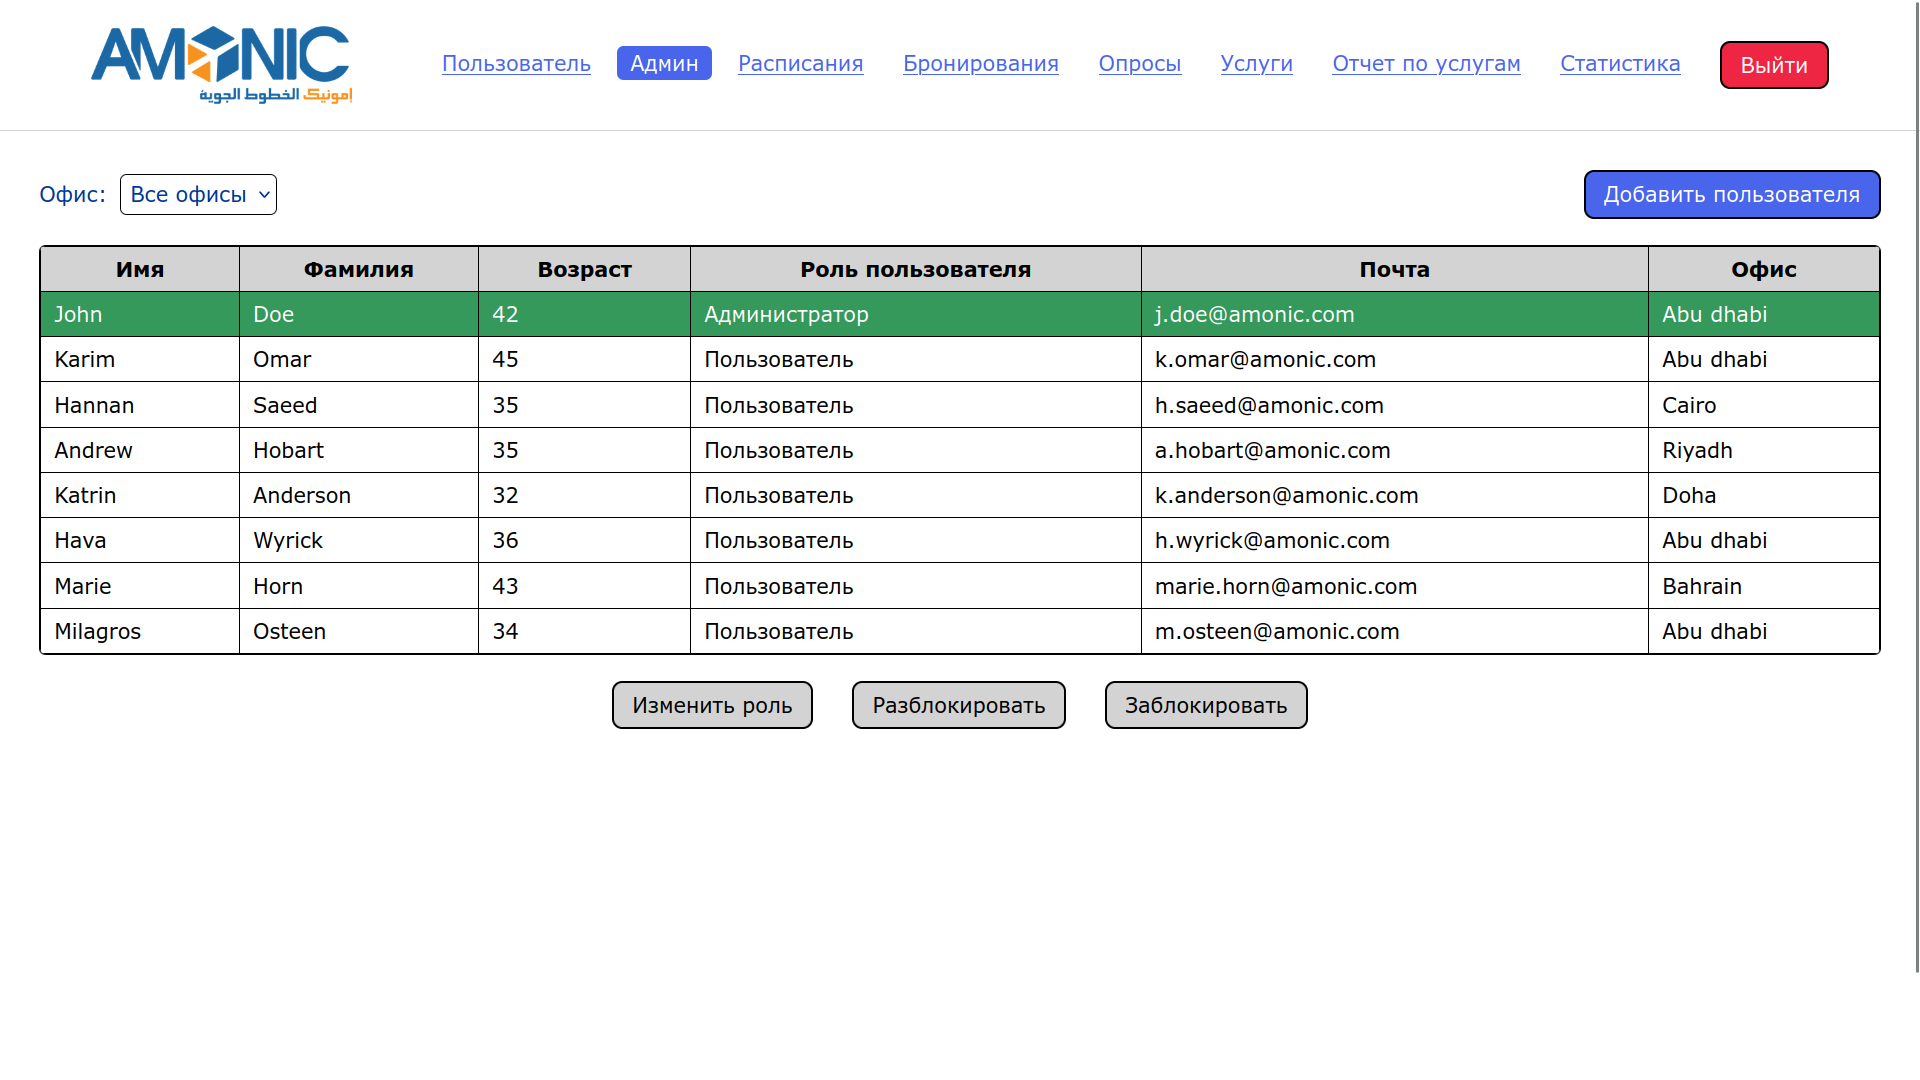 AMONIC
امونيک الخطوط الجوية
Пользователь Админ Расписания Бронирования Опросы Услуги Отчет по услугам Статистика Выйти
Офис: Все офисы Добавить пользователя
Имя Фамилия Возраст Роль пользователя Почта Офис
John Doe 42 Администратор j.doe@amonic.com Abu dhabi
Karim Omar 45 Пользователь k.omar@amonic.com Abu dhabi
Hannan Saeed 35 Пользователь h.saeed@amonic.com Cairo
Andrew Hobart 35 Пользователь a.hobart@amonic.com Riyadh
Katrin Anderson 32 Пользователь k.anderson@amonic.com Doha
Hava Wyrick 36 Пользователь h.wyrick@amonic.com Abu dhabi
Marie Horn 43 Пользователь marie.horn@amonic.com Bahrain
Milagros Osteen 34 Пользователь m.osteen@amonic.com Abu dhabi
Изменить роль Разблокировать Заблокировать